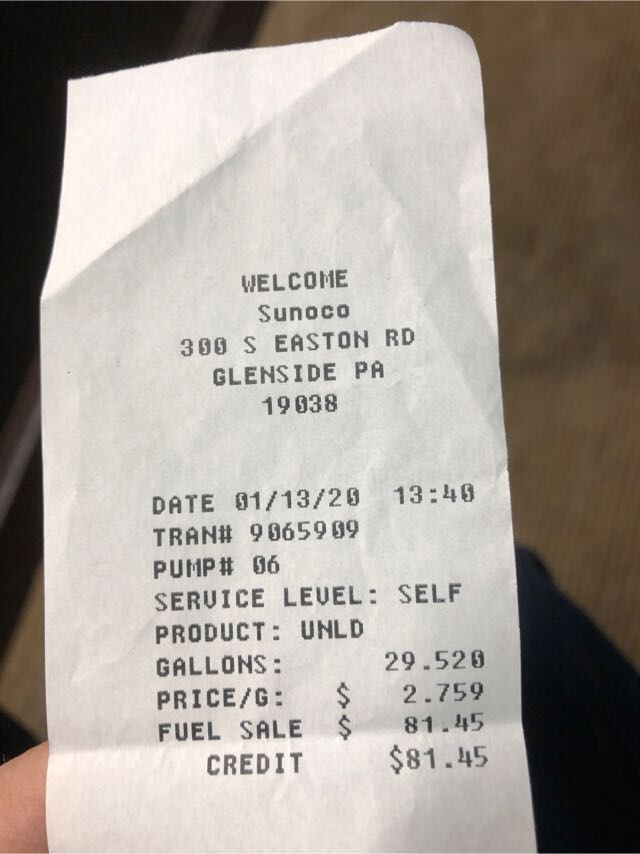 WELCOME
Sunoco
300 S EASTON RD
GLENSIDE PA
19038
DATE 01/13/20 13:40
TRAN# 9065909
PUMP# 06
SERVICE LEVEL: SELF
PRODUCT: UNLD
GALLONS: 29.520
PRICE/G: $ 2.759
FUEL SALE $ 81.45
CREDIT $81.45